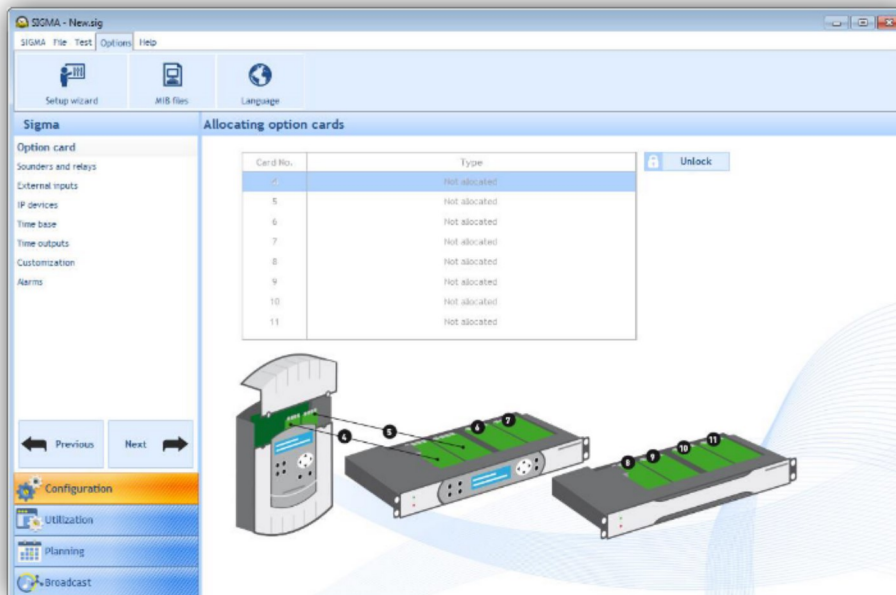 SIGMA - New.sig
SIGMA File Test Options Help
Setup wizard MIB files Language
Sigma
Allocating option cards
Option card
Sounders and relays
External inputs
IP devices
Time base
Time outputs
Customization
Alarms
Card No. Type
4 Not allocated
5 Not allocated
6 Not allocated
7 Not allocated
8 Not allocated
9 Not allocated
10 Not allocated
11 Not allocated
Unlock
4 5 6 7
8 9 10 11
Previous Next
Configuration
Utilization
Planning
Broadcast